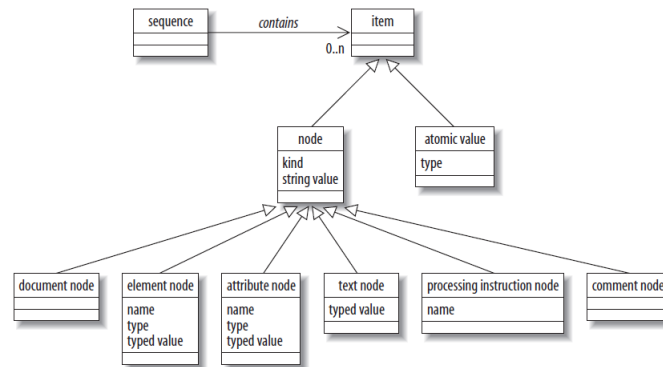 sequence
contains
item
0..n
node
kind
string value
atomic value
type
document node
element node
name
type
typed value
attribute node
name
type
typed value
text node
typed value
processing instruction node
name
comment node